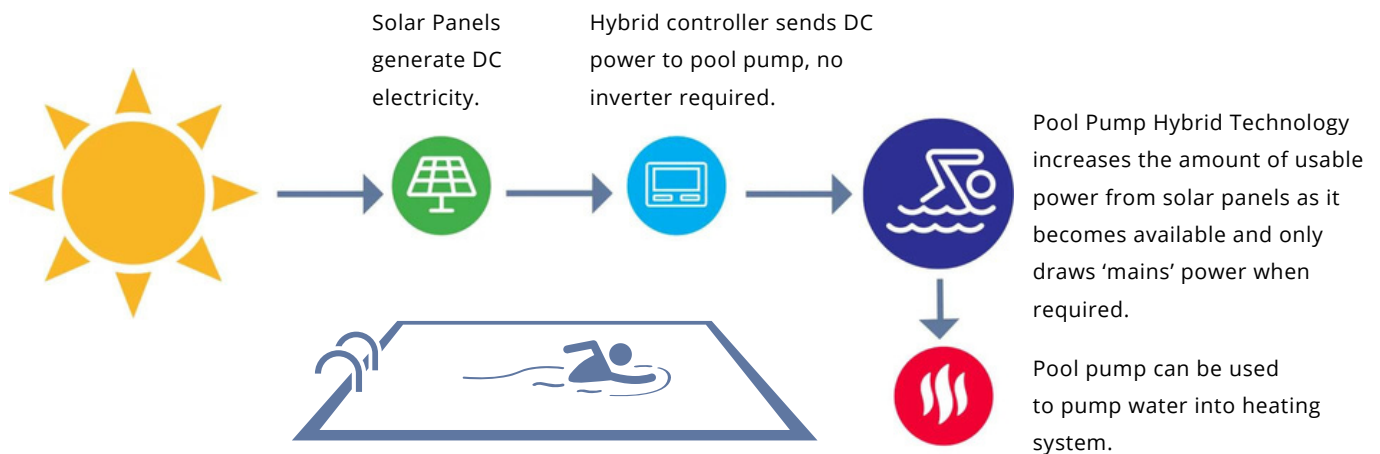 Solar Panels
generate DC
electricity.
Hybrid controller sends DC
power to pool pump, no
inverter required.
Pool Pump Hybrid Technology
increases the amount of usable
power from solar panels as it
becomes available and only
draws ‘mains’ power when
required.
Pool pump can be used
to pump water into heating
system.